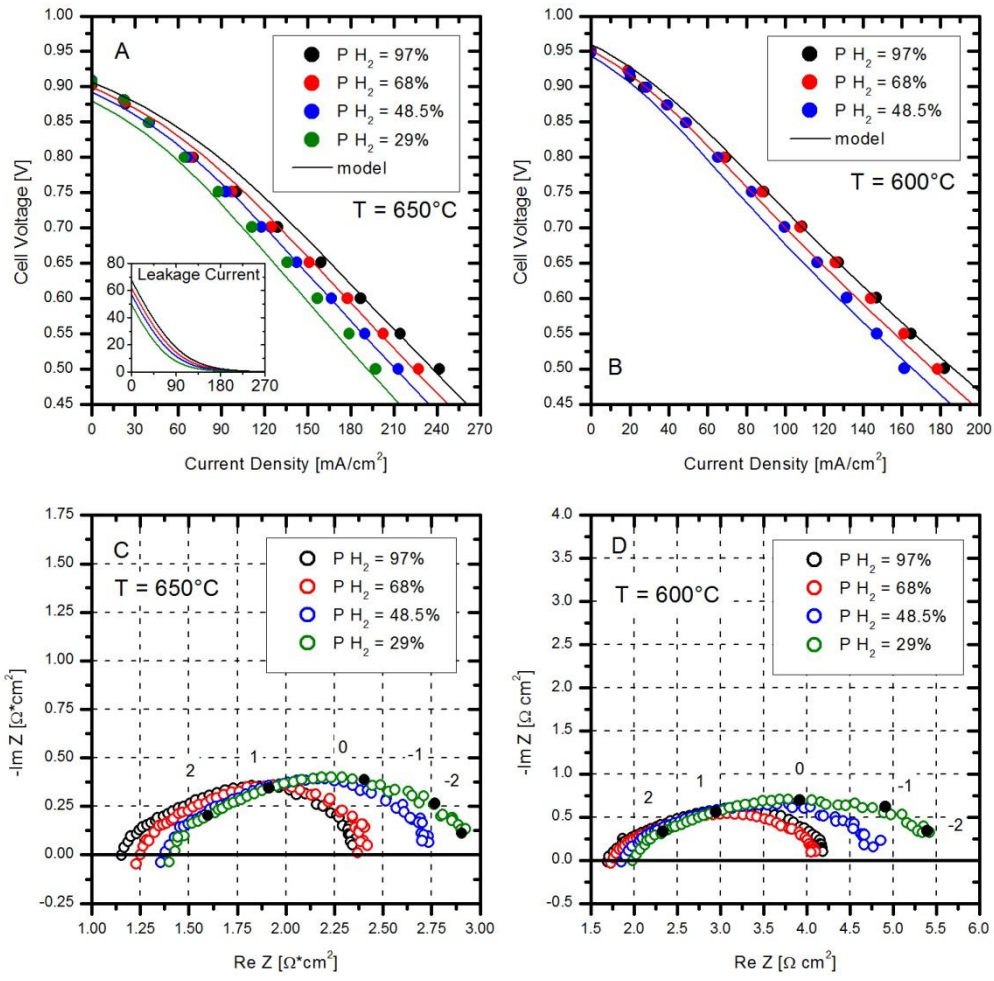 A
P H2 = 97%
P H2 = 68%
P H2 = 48.5%
P H2 = 29%
model
T = 650°C
Cell Voltage [V]
1.00
0.95
0.90
0.85
0.80
0.75
0.70
0.65
0.60
0.55
0.50
0.45
Leakage Current
80
60
40
20
0
0 90 180 270
0 30 60 90 120 150 180 210 240 270
Current Density [mA/cm2]
B
P H2 = 97%
P H2 = 68%
P H2 = 48.5%
model
T = 600°C
Cell Voltage [V]
1.00
0.95
0.90
0.85
0.80
0.75
0.70
0.65
0.60
0.55
0.50
0.45
0 20 40 60 80 100 120 140 160 180 200
Current Density [mA/cm2]
C
T = 650°C
P H2 = 97%
P H2 = 68%
P H2 = 48.5%
P H2 = 29%
-Im Z [Ω*cm2]
1.75
1.50
1.25
1.00
0.75
0.50
0.25
0.00
-0.25
2 1 0 -1 -2
1.00 1.25 1.50 1.75 2.00 2.25 2.50 2.75 3.00
Re Z [Ω*cm2]
D
T = 600°C
P H2 = 97%
P H2 = 68%
P H2 = 48.5%
P H2 = 29%
-Im Z [Ω cm2]
4.0
3.5
3.0
2.5
2.0
1.5
1.0
0.5
0.0
-0.5
2 1 0 -1 -2
1.5 2.0 2.5 3.0 3.5 4.0 4.5 5.0 5.5 6.0
Re Z [Ω cm2]